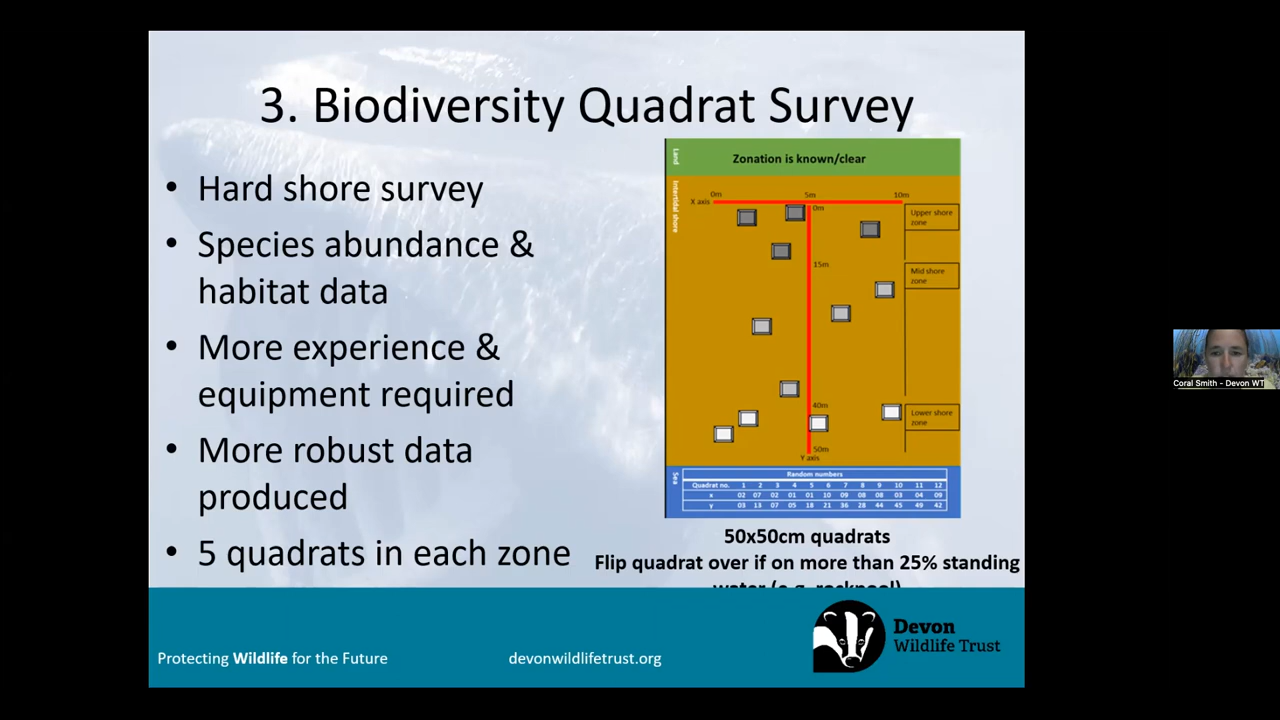 3. Biodiversity Quadrat Survey
• Hard shore survey
• Species abundance &
habitat data
• More experience &
equipment required
• More robust data
produced
• 5 quadrats in each zone
Land
Zonation is known/clear
Intertidal shore
0m 5m 10m
X axis
0m
Upper shore
zone
15m
Mid shore
zone
40m
Lower shore
zone
50m
Y axis
Sea
Random numbers
Quadrat no. 1 2 3 4 5 6 7 8 9 10 11 12
x 02 07 02 01 01 10 09 08 08 03 04 09
y 03 13 07 05 18 21 36 28 44 45 49 42
50x50cm quadrats
Flip quadrat over if on more than 25% standing
water (e.g. rockpool)
Protecting Wildlife for the Future
devonwildlifetrust.org
Devon
Wildlife Trust
Coral Smith - Devon WT